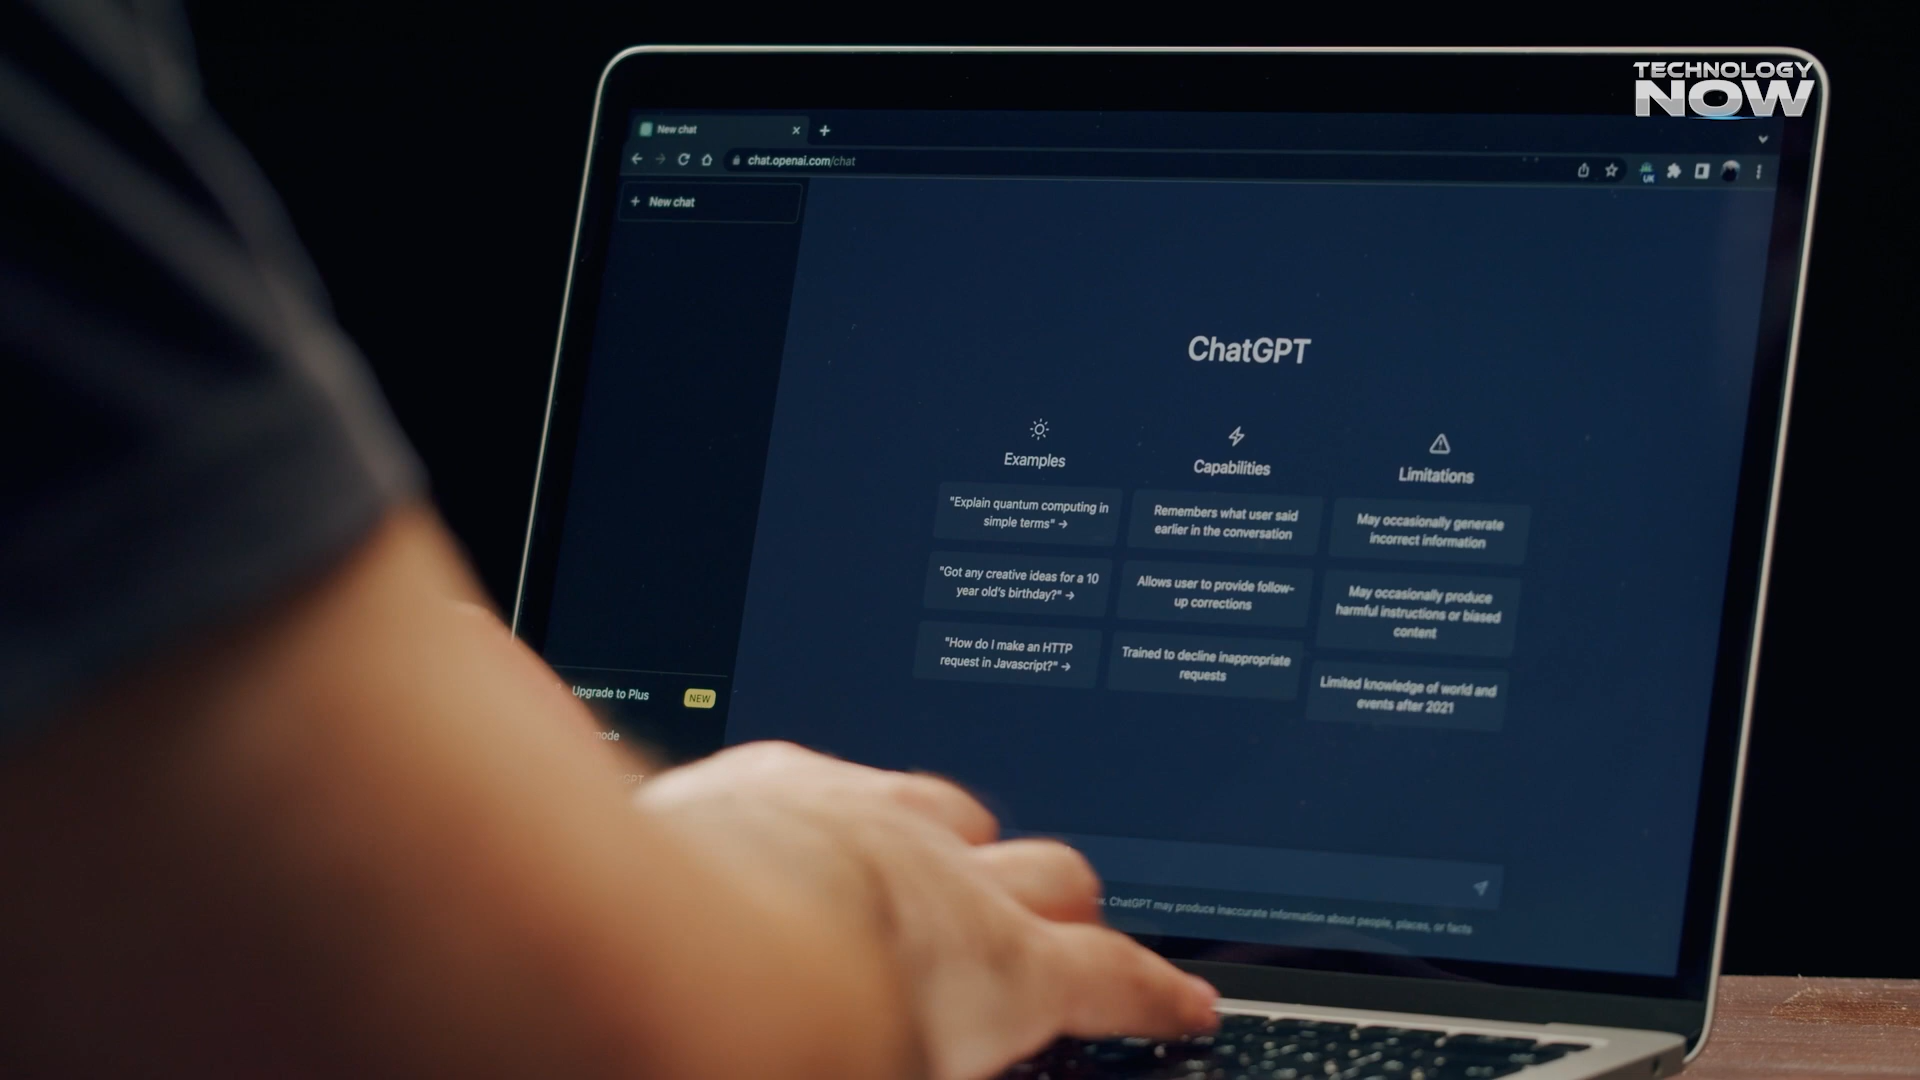 TECHNOLOGY
NOW
New chat
chat.openai.com/chat
UK
New chat
ChatGPT
Examples
"Explain quantum computing in
simple terms" →
"Got any creative ideas for a 10
year old's birthday?" →
"How do I make an HTTP
request in Javascript?" →
Capabilities
Remembers what user said
earlier in the conversation
Allows user to provide follow-
up corrections
Trained to decline inappropriate
requests
Limitations
May occasionally generate
incorrect information
May occasionally produce
harmful instructions or biased
content
Limited knowledge of world and
events after 2021
Upgrade to Plus
NEW
mode
ChatGPT may produce inaccurate information about people, places, or facts